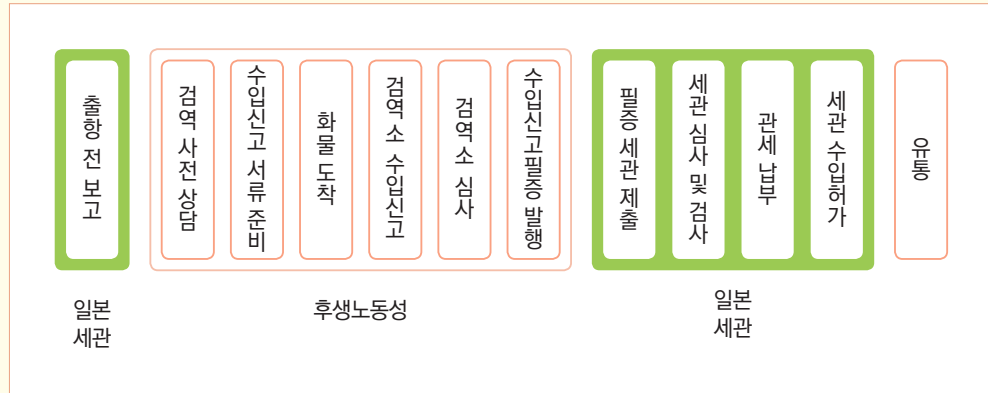 출항 전 보고
검역 사전 상담
수입신고 서류 준비
화물 도착
검역 소 수입신고
검역 소 심사
수입신고필증 발행
필증 세관 제출
세관 심사 및 검사
관세 납부
세관 수입허가
유통
일본
세관
후생노동성
일본
세관